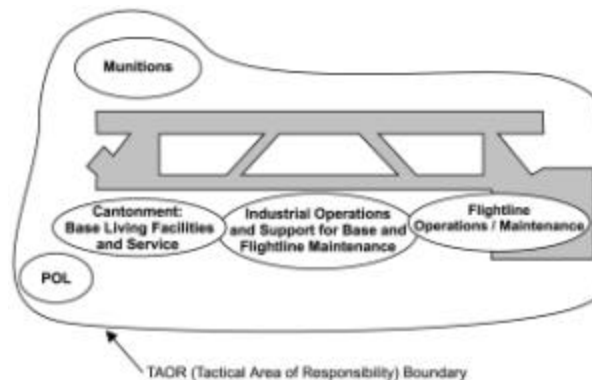 Munitions
Cantonment:
Base Living Facilities
and Service
Industrial Operations
and Support for Base and
Flightline Maintenance
Flightline
Operations / Maintenance
POL
TAOR (Tactical Area of Responsibility) Boundary